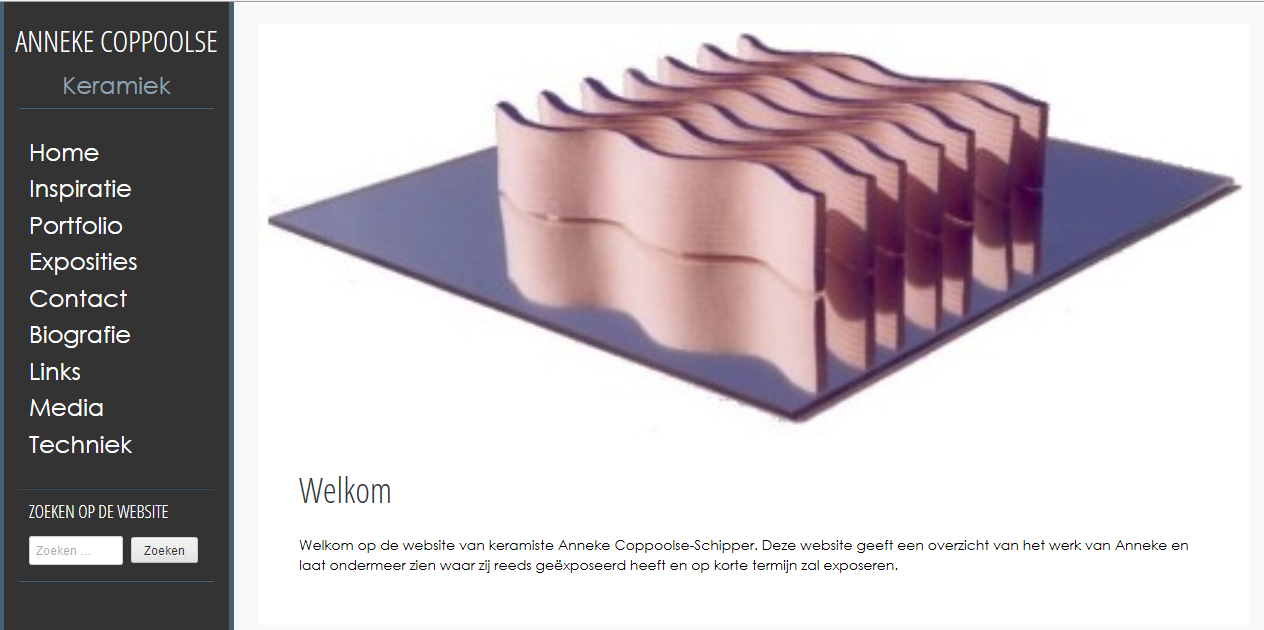 ANNEKE COPPOOLSE
Keramiek
Home
Inspiratie
Portfolio
Exposities
Contact
Biografie
Links
Media
Techniek
ZOEKEN OP DE WEBSITE
Zoeken ...
Zoeken
Welkom
Welkom op de website van keramiste Anneke Coppoolse-Schipper. Deze website geeft een overzicht van het werk van Anneke en
laat ondermeer zien waar zij reeds geëxposeerd heeft en op korte termijn zal exposeren.